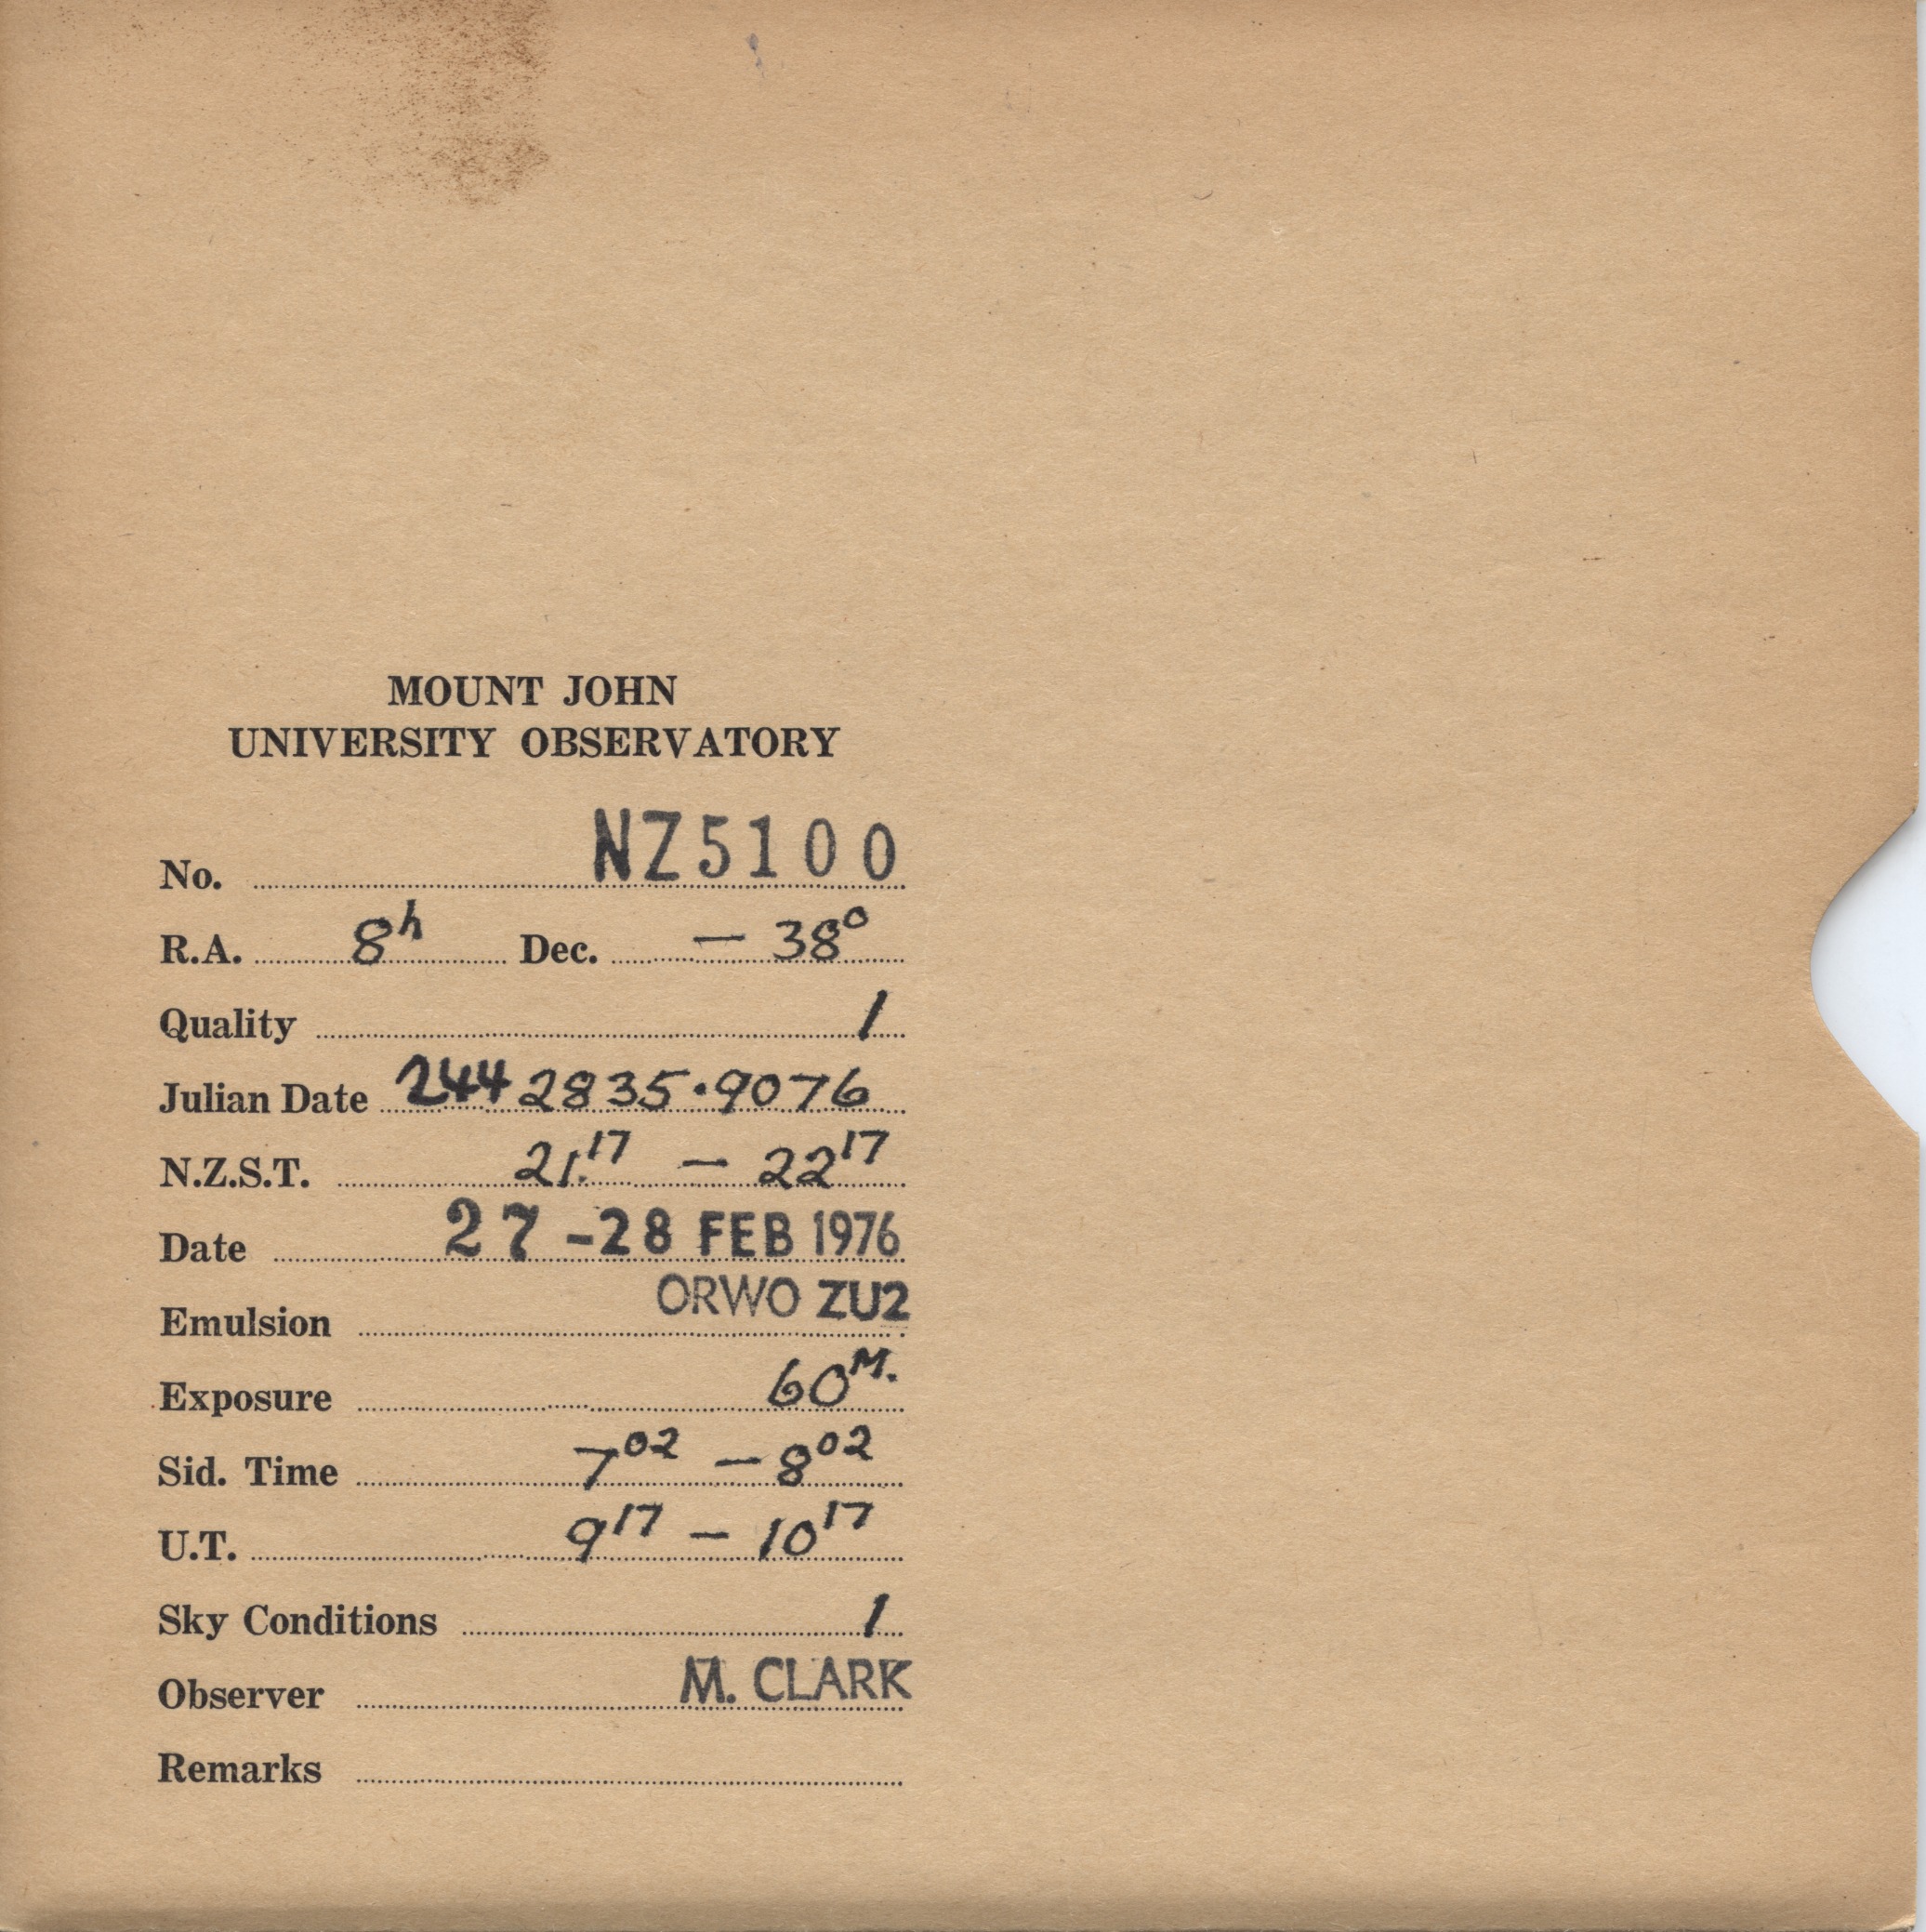 MOUNT JOHN
UNIVERSITY OBSERVATORY
No. NZ5100
R.A. 8h Dec. — 38°
Quality 1
Julian Date 2442835.9076
N.Z.S.T. 21.17 — 22 17
Date 27-28 FEB 1976
Emulsion ORWO ZU2
Exposure 60M.
Sid. Time 7 02 — 8 02
U.T. 9 17 — 10 17
Sky Conditions 1
Observer M. CLARK
Remarks